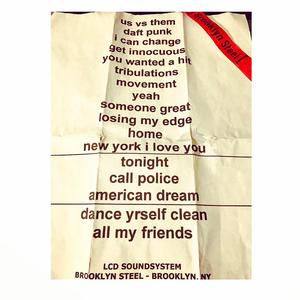 Brooklyn Steel!
us vs them
daft punk
i can change
get innocuous
you wanted a hit
tribulations
movement
yeah
someone great
losing my edge
home
new york i love you
tonight
call police
american dream
dance yrself clean
all my friends
LCD SOUNDSYSTEM
BROOKLYN STEEL - BROOKLYN, NY